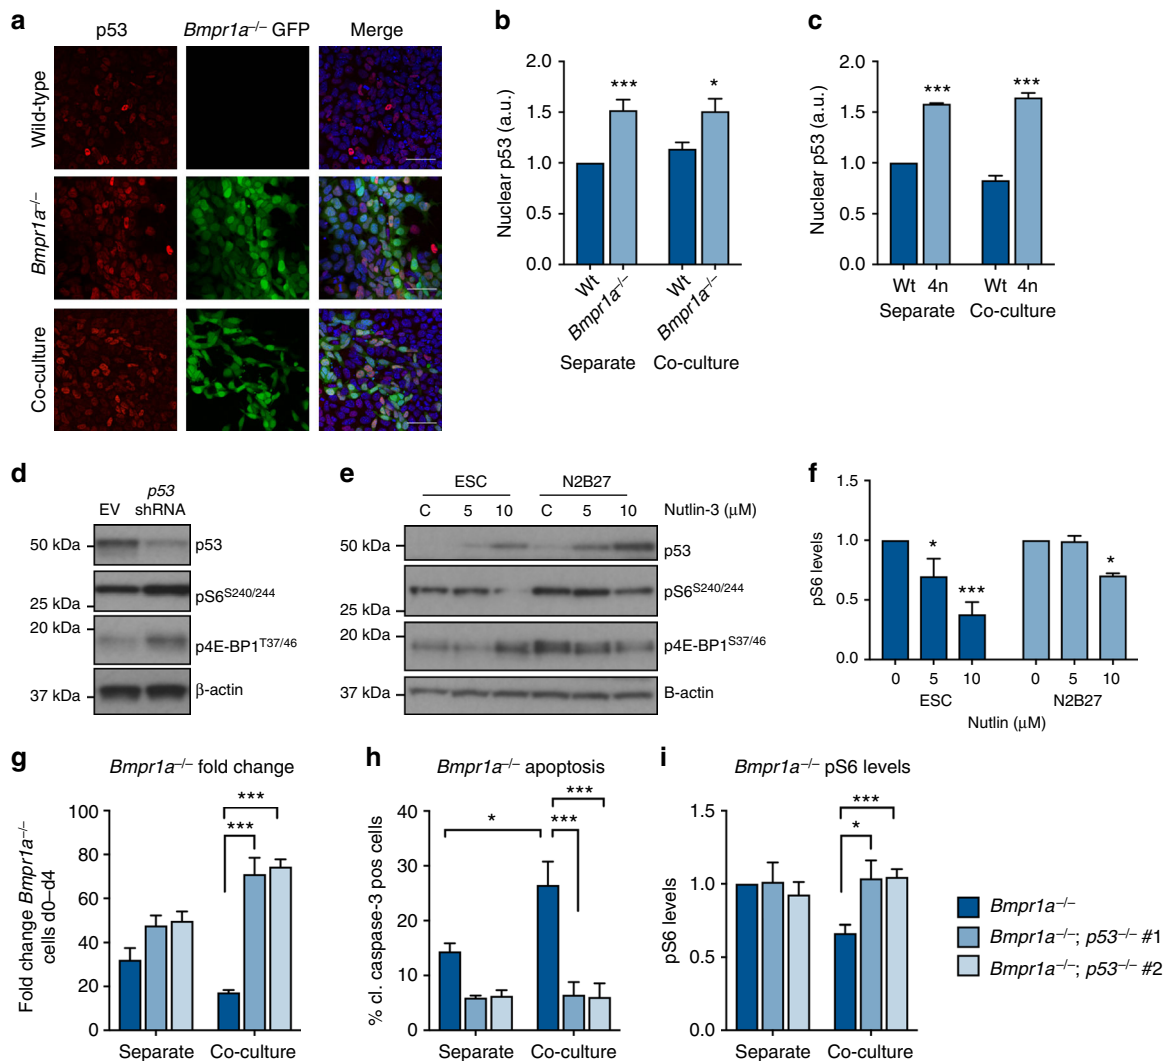 a
p53
Bmpr1a–/– GFP
Merge
Wild-type
Bmpr1a–/–
Co-culture
b
2.0
1.5
1.0
0.5
0.0
Nuclear p53 (a.u.)
***
*
Wt
Bmpr1a–/–
Wt
Bmpr1a–/–
Separate
Co-culture
c
2.0
1.5
1.0
0.5
0.0
Nuclear p53 (a.u.)
***
***
Wt 4n Wt 4n
Separate Co-culture
d
EV
p53
shRNA
50 kDa
p53
25 kDa
pS6S240/244
20 kDa
p4E-BP1T37/46
37 kDa
β-actin
e
ESC N2B27
C 5 10 C 5 10 Nutlin-3 (μM)
50 kDa
p53
25 kDa
pS6S240/244
20 kDa
p4E-BP1S37/46
37 kDa
B-actin
f
1.5
1.0
0.5
0.0
pS6 levels
*
***
*
0 5 10 0 5 10
ESC N2B27
Nutlin (μM)
g
Bmpr1a–/– fold change
100
80
60
40
20
0
Fold change Bmpr1a–/–
cells d0–d4
***
***
Separate Co-culture
h
Bmpr1a–/– apoptosis
40
30
20
10
0
% cl. caspase-3 pos cells
*
***
***
Separate Co-culture
i
Bmpr1a–/– pS6 levels
1.5
1.0
0.5
0.0
pS6 levels
***
*
Separate Co-culture
Bmpr1a–/–
Bmpr1a–/–; p53–/– #1
Bmpr1a–/–; p53–/– #2